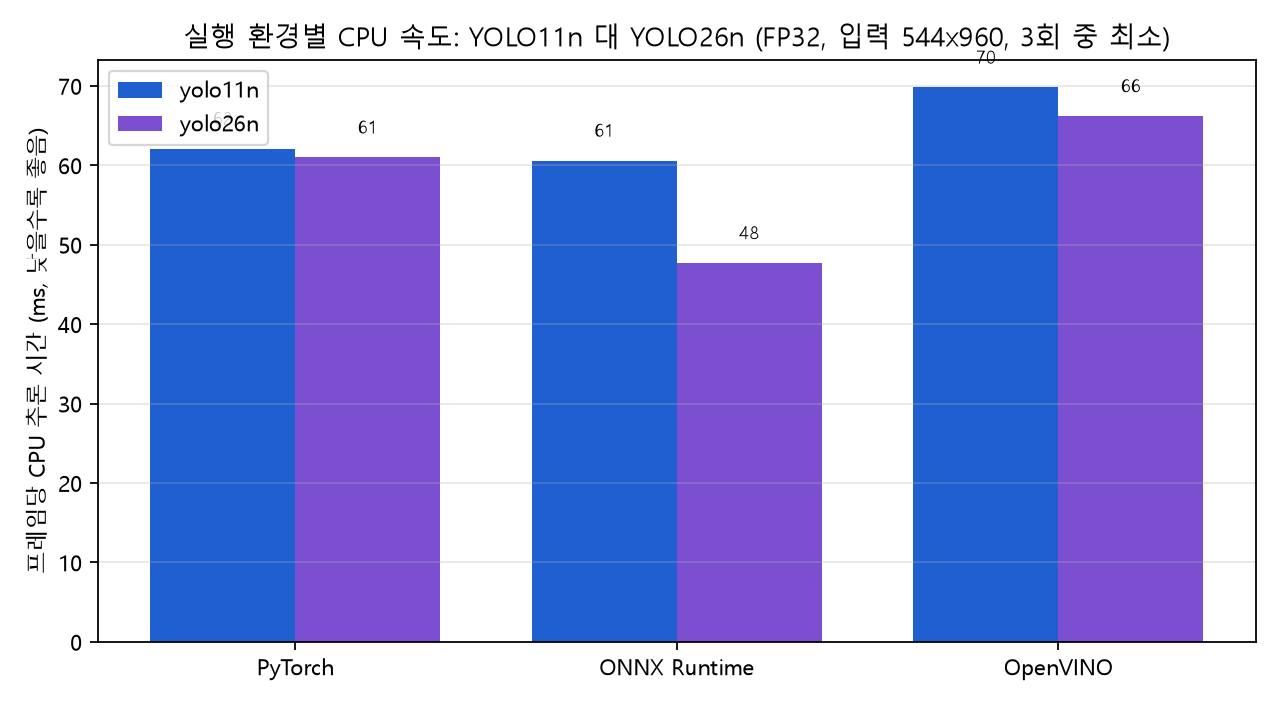 실행 환경별 CPU 속도: YOLO11n 대 YOLO26n (FP32, 입력 544x960, 3회 중 최소)
프레임당 CPU 추론 시간 (ms, 낮을수록 좋음)
70
60
50
40
30
20
10
0
yolo11n
yolo26n
61
61
48
70
66
PyTorch
ONNX Runtime
OpenVINO